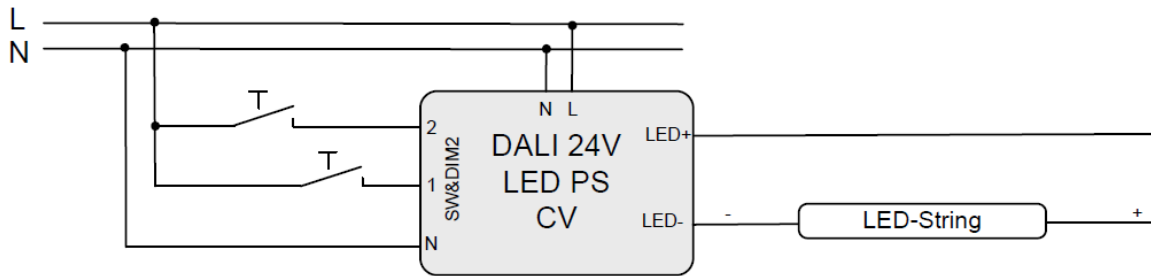 L
N
N L
2
1
N
SW&DIM2
DALI 24V
LED PS
CV
LED+
LED-
-
LED-String
+